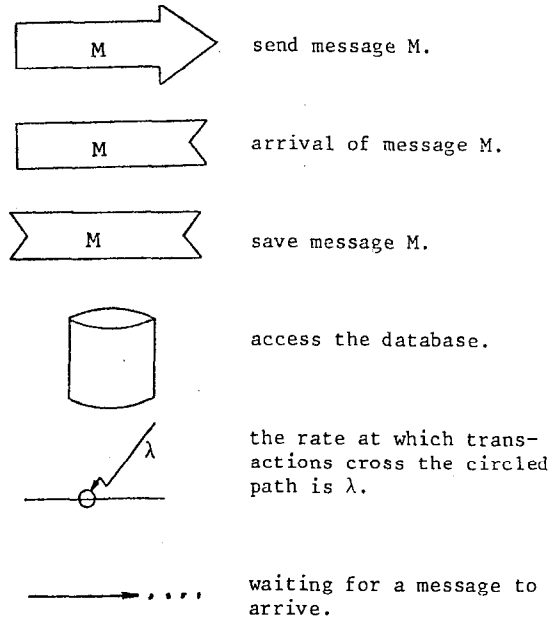 M send message M.
M arrival of message M.
M save message M.
access the database.
the rate at which trans-
λ actions cross the circled
path is λ.
waiting for a message to
arrive.